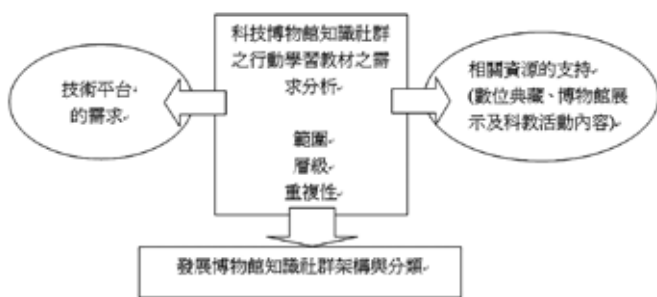 科技博物館知識社群
之行動學習教材之需
求分析
範圍
層級
重複性
技術平台
的需求
相關資源的支持
(數位典藏、博物館展
示及科教活動內容)
發展博物館知識社群架構與分類